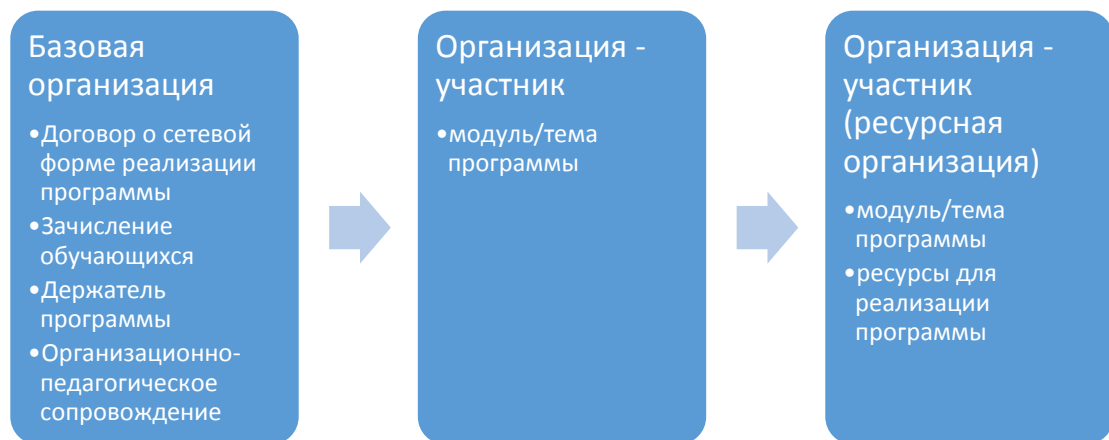 Базовая
организация
•Договор о сетевой
форме реализации
программы
•Зачисление
обучающихся
•Держатель
программы
•Организационно-
педагогическое
сопровождение
Организация -
участник
•модуль/тема
программы
Организация -
участник
(ресурсная
организация)
•модуль/тема
программы
•ресурсы для
реализации
программы